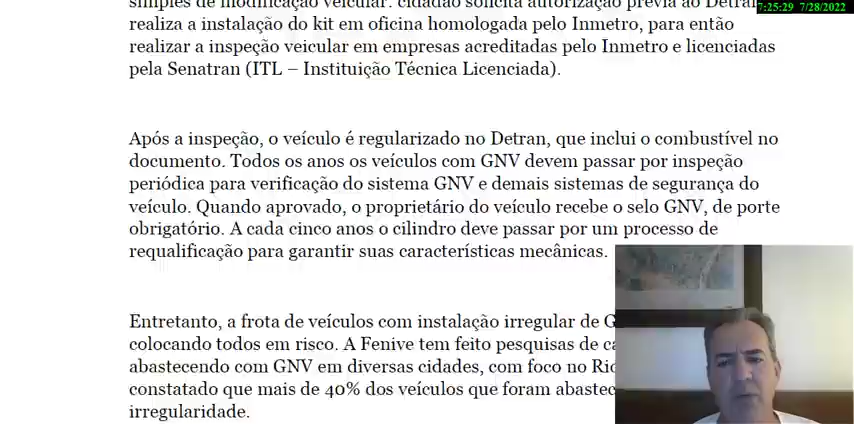 simples de modificação veicular: cidadão solicita autorização prévia ao Detran
7:25:29 7/28/2022
realiza a instalação do kit em oficina homologada pelo Inmetro, para então
realizar a inspeção veicular em empresas acreditadas pelo Inmetro e licenciadas
pela Senatran (ITL – Instituição Técnica Licenciada).
Após a inspeção, o veículo é regularizado no Detran, que inclui o combustível no
documento. Todos os anos os veículos com GNV devem passar por inspeção
periódica para verificação do sistema GNV e demais sistemas de segurança do
veículo. Quando aprovado, o proprietário do veículo recebe o selo GNV, de porte
obrigatório. A cada cinco anos o cilindro deve passar por um processo de
requalificação para garantir suas características mecânicas.
Entretanto, a frota de veículos com instalação irregular de G
colocando todos em risco. A Fenive tem feito pesquisas de ca
abastecendo com GNV em diversas cidades, com foco no Rio
constatado que mais de 40% dos veículos que foram abastec
irregularidade.